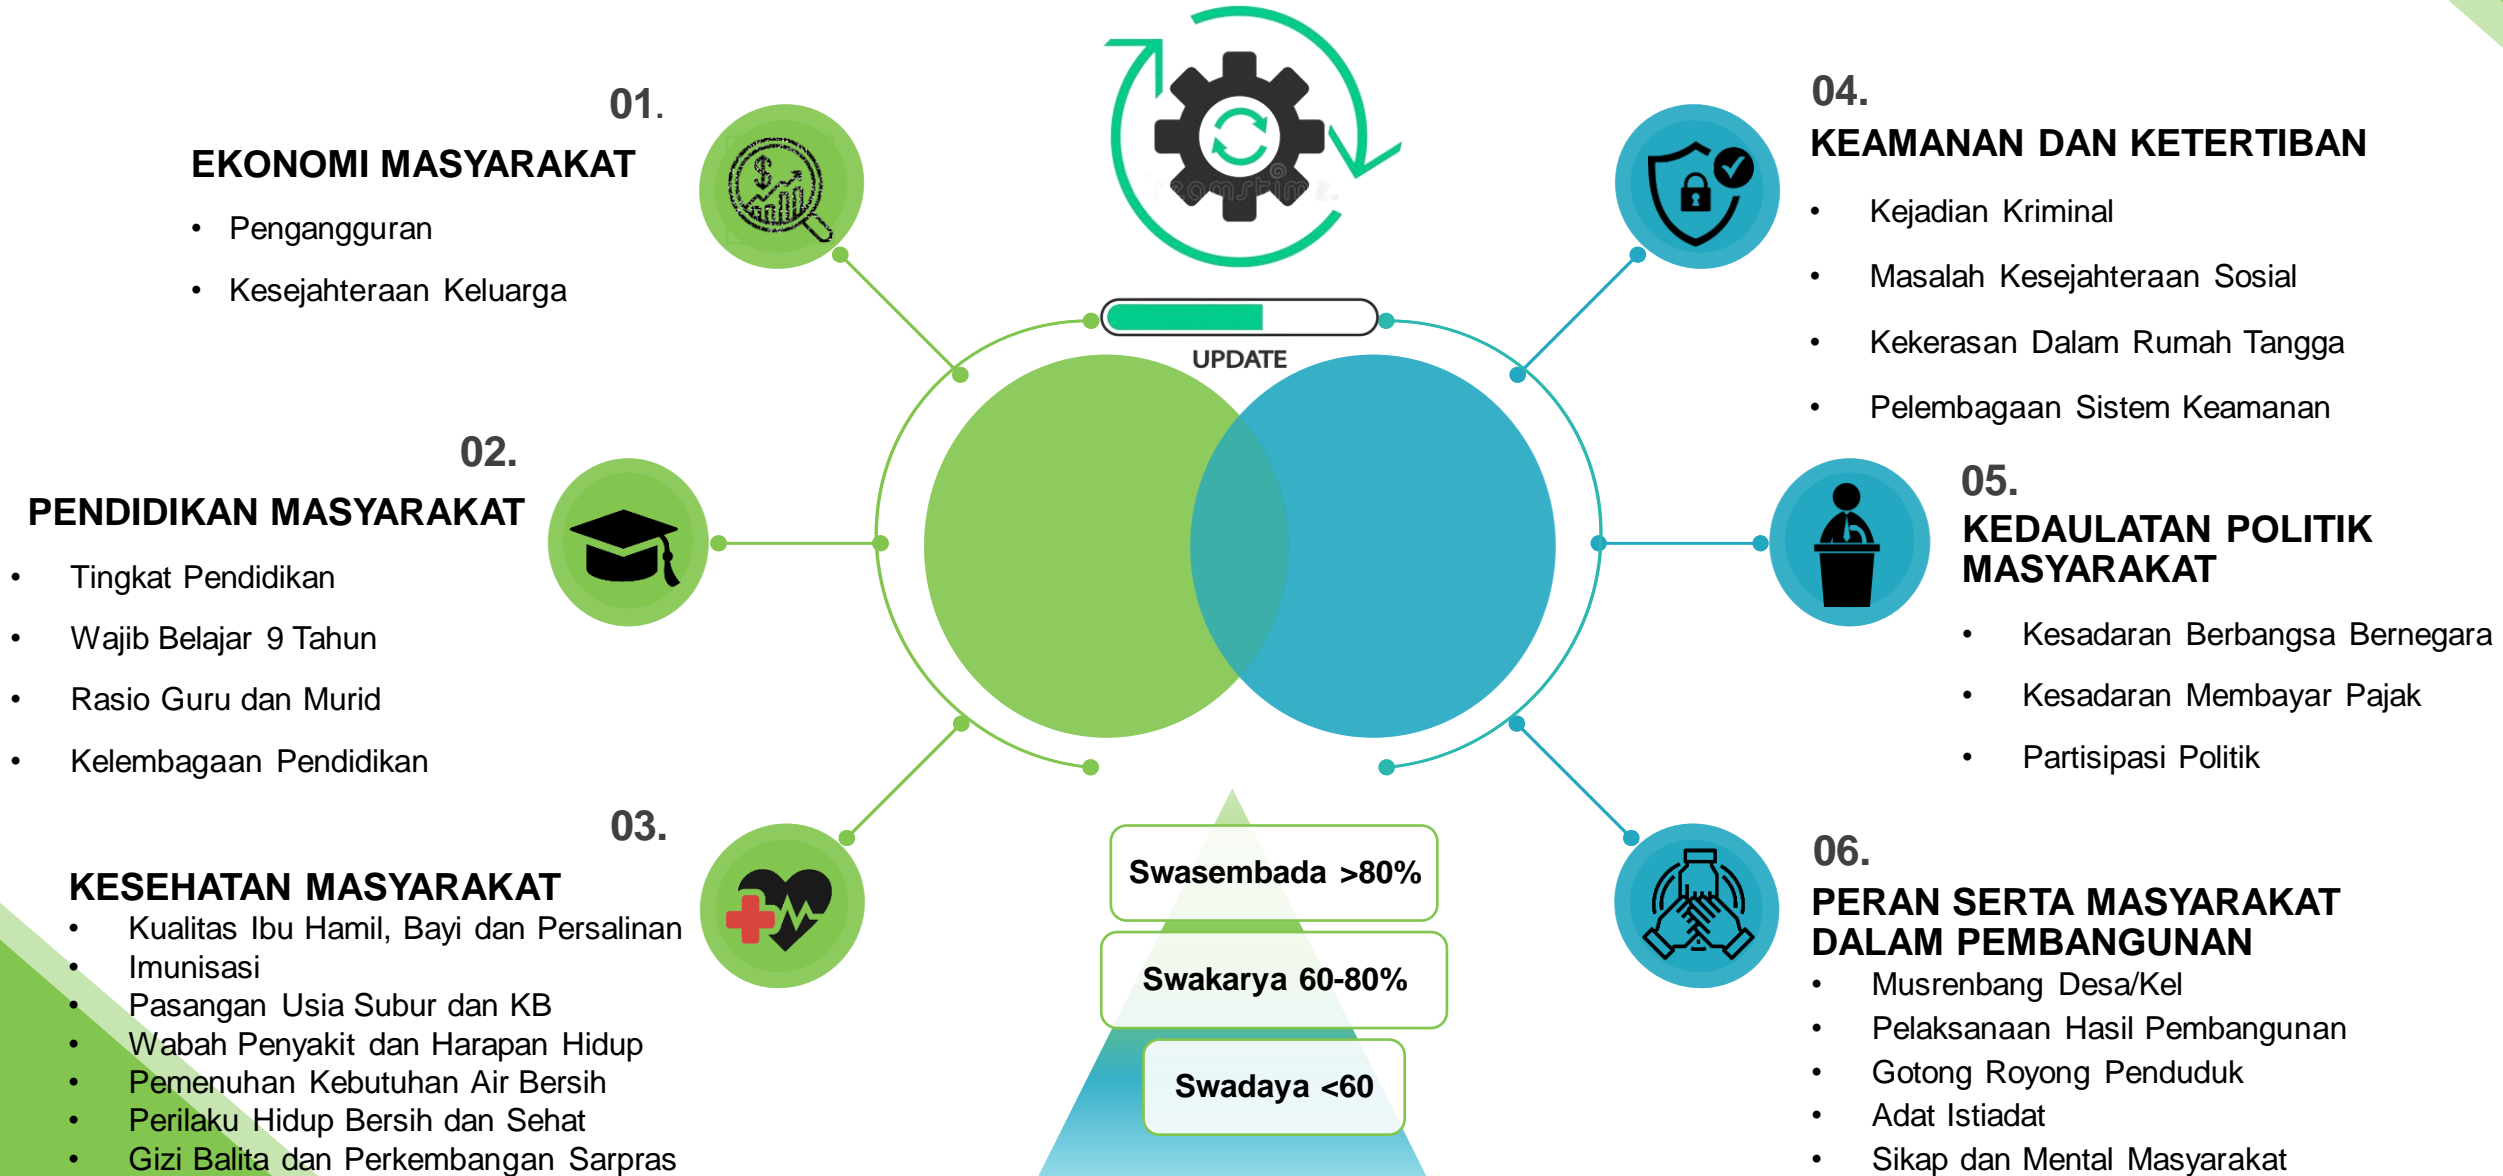 01.
EKONOMI MASYARAKAT
• Pengangguran
• Kesejahteraan Keluarga
02.
PENDIDIKAN MASYARAKAT
• Tingkat Pendidikan
• Wajib Belajar 9 Tahun
• Rasio Guru dan Murid
• Kelembagaan Pendidikan
03.
KESEHATAN MASYARAKAT
• Kualitas Ibu Hamil, Bayi dan Persalinan
• Imunisasi
• Pasangan Usia Subur dan KB
• Wabah Penyakit dan Harapan Hidup
• Pemenuhan Kebutuhan Air Bersih
• Perilaku Hidup Bersih dan Sehat
• Gizi Balita dan Perkembangan Sarpras
UPDATE
Swasembada >80%
Swakarya 60-80%
Swadaya <60
04.
KEAMANAN DAN KETERTIBAN
• Kejadian Kriminal
• Masalah Kesejahteraan Sosial
• Kekerasan Dalam Rumah Tangga
• Pelembagaan Sistem Keamanan
05.
KEDAULATAN POLITIK
MASYARAKAT
• Kesadaran Berbangsa Bernegara
• Kesadaran Membayar Pajak
• Partisipasi Politik
06.
PERAN SERTA MASYARAKAT
DALAM PEMBANGUNAN
• Musrenbang Desa/Kel
• Pelaksanaan Hasil Pembangunan
• Gotong Royong Penduduk
• Adat Istiadat
• Sikap dan Mental Masyarakat